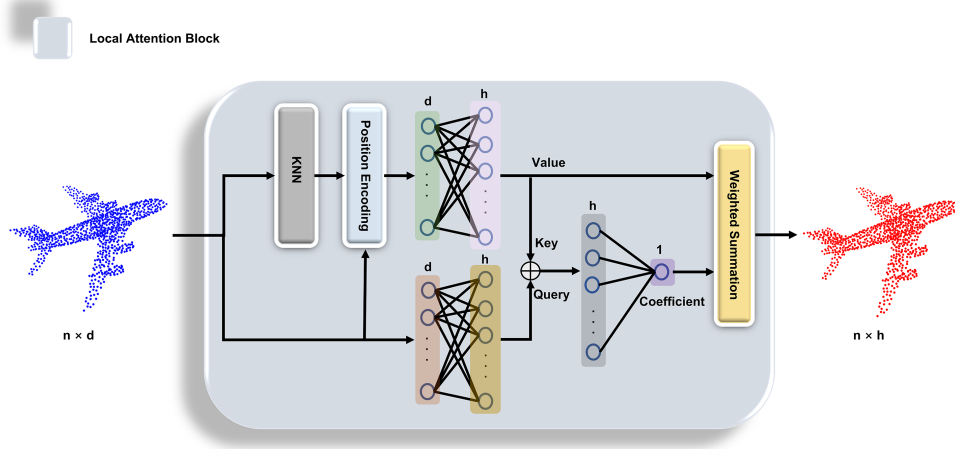 Local Attention Block
d
h
KNN
Position Encoding
Value
Key
Query
d
h
h
1
Coefficient
Weighted Summation
n × d
n × h